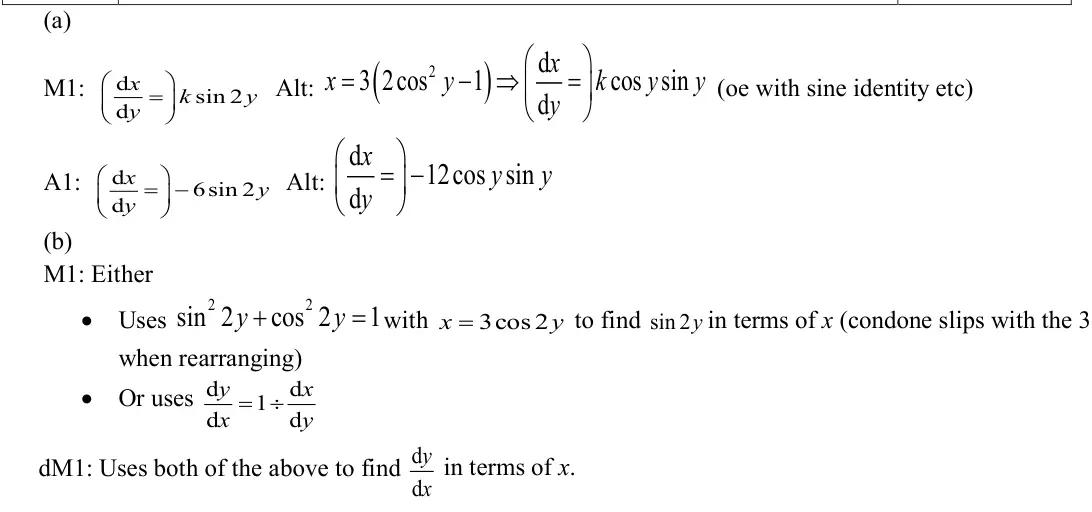 (a)
M1: (dx/dy =) k sin 2y Alt: x = 3(2cos² y − 1) ⇒ (dx/dy =) k cos y sin y (oe with sine identity etc)
A1: (dx/dy =) − 6 sin 2y Alt: (dx/dy =) −12 cos y sin y
(b)
M1: Either
• Uses sin² 2y + cos² 2y = 1 with x = 3 cos 2y to find sin 2y in terms of x (condone slips with the 3
when rearranging)
• Or uses dy/dx = 1 ÷ dx/dy
dM1: Uses both of the above to find dy/dx in terms of x.